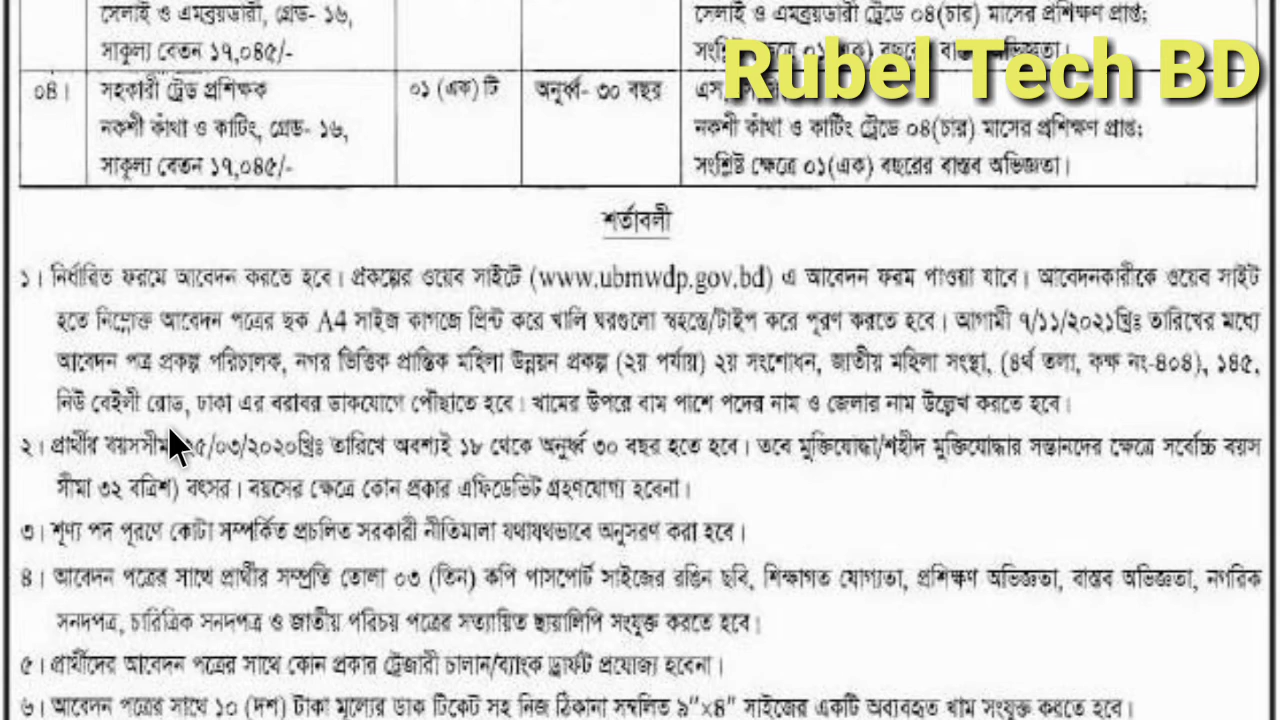 সেলাই ও এমব্রয়ডারী, গ্রেড- ১৬,
সেলাই ও এমব্রয়ডারী ট্রেডে ০৪(চার) মাসের প্রশিক্ষণ প্রাপ্ত;
সাকূল্য বেতন ১৭,০৪৫/-
সংশ্লিষ্ট ক্ষেত্রে ০১(এক) বছরের বাস্তব অভিজ্ঞতা।
Rubel Tech BD
০৪। সহকারী ট্রেড প্রশিক্ষক ০১ (এক) টি অনূর্ধ্ব- ৩০ বছর
নকশী কাঁথা ও কাটিং, গ্রেড- ১৬,
নকশী কাঁথা ও কাটিং ট্রেডে ০৪(চার) মাসের প্রশিক্ষণ প্রাপ্ত;
সাকূল্য বেতন ১৭,০৪৫/-
সংশ্লিষ্ট ক্ষেত্রে ০১(এক) বছরের বাস্তব অভিজ্ঞতা।
শর্তাবলী
১। নির্ধারিত ফরমে আবেদন করতে হবে। প্রকল্পের ওয়েব সাইটে (www.ubmwdp.gov.bd) এ আবেদন ফরম পাওয়া যাবে। আবেদনকারীকে ওয়েব সাইট
হতে নিম্নোক্ত আবেদন পত্রের ছক A4 সাইজ কাগজে প্রিন্ট করে খালি ঘরগুলো স্বহস্তে/টাইপ করে পূরণ করতে হবে। আগামী ৭/১১/২০২১খ্রিঃ তারিখের মধ্যে
আবেদন পত্র প্রকল্প পরিচালক, নগর ভিত্তিক প্রান্তিক মহিলা উন্নয়ন প্রকল্প (২য় পর্যায়) ২য় সংশোধন, জাতীয় মহিলা সংস্থা, (৪র্থ তলা, কক্ষ নং-৪০৪), ১৪৫,
নিউ বেইলী রোড, ঢাকা এর বরাবর ডাকযোগে পৌঁছাতে হবে। খামের উপরে বাম পাশে পদের নাম ও জেলার নাম উল্লেখ করতে হবে।
২। প্রার্থীর বয়সসীমা ২৫/০৩/২০২০খ্রিঃ তারিখে অবশ্যই ১৮ থেকে অনূর্ধ্ব ৩০ বছর হতে হবে। তবে মুক্তিযোদ্ধা/শহীদ মুক্তিযোদ্ধার সন্তানদের ক্ষেত্রে সর্বোচ্চ বয়স
সীমা ৩২ বত্রিশ) বৎসর। বয়সের ক্ষেত্রে কোন প্রকার এফিডেভিট গ্রহণযোগ্য হবেনা।
৩। শূণ্য পদ পূরণে কোটা সম্পর্কিত প্রচলিত সরকারী নীতিমালা যথাযথভাবে অনুসরণ করা হবে।
৪। আবেদন পত্রের সাথে প্রার্থীর সম্প্রতি তোলা ০৩ (তিন) কপি পাসপোর্ট সাইজের রঙিন ছবি, শিক্ষাগত যোগ্যতা, প্রশিক্ষণ অভিজ্ঞতা, বাস্তব অভিজ্ঞতা, নাগরিক
সনদপত্র, চারিত্রিক সনদপত্র ও জাতীয় পরিচয় পত্রের সত্যায়িত ছায়ালিপি সংযুক্ত করতে হবে।
৫। প্রার্থীদের আবেদন পত্রের সাথে কোন প্রকার ট্রেজারী চালান/ব্যাংক ড্রাফট প্রযোজ্য হবেনা।
৬। আবেদন পত্রের সাথে ১০ (দশ) টাকা মূল্যের ডাক টিকেট সহ নিজ ঠিকানা সম্বলিত ৯"x৪" সাইজের একটি অব্যবহৃত খাম সংযুক্ত করতে হবে।